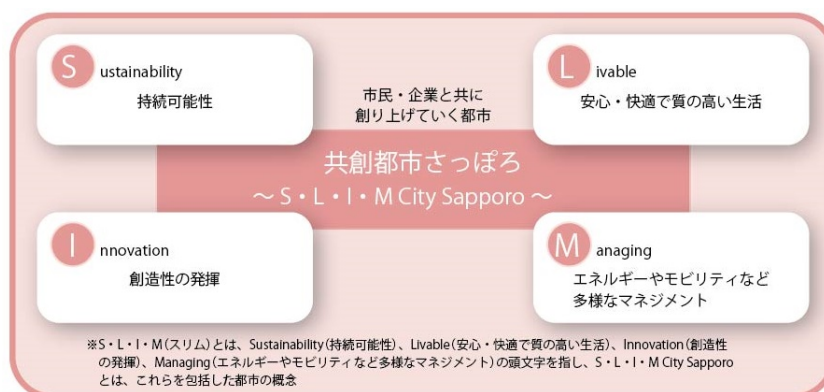 Sustainability
持続可能性
Livable
安心・快適で質の高い生活
市民・企業と共に
創り上げていく都市
共創都市さっぽろ
～ S・L・I・M City Sapporo ～
Innovation
創造性の発揮
Managing
エネルギーやモビリティなど
多様なマネジメント
※S・L・I・M(スリム)とは、Sustainability(持続可能性)、Livable(安心・快適で質の高い生活)、Innovation(創造性
の発揮)、Managing(エネルギーやモビリティなど多様なマネジメント)の頭文字を指し、S・L・I・M City Sapporo
とは、これらを包括した都市の概念